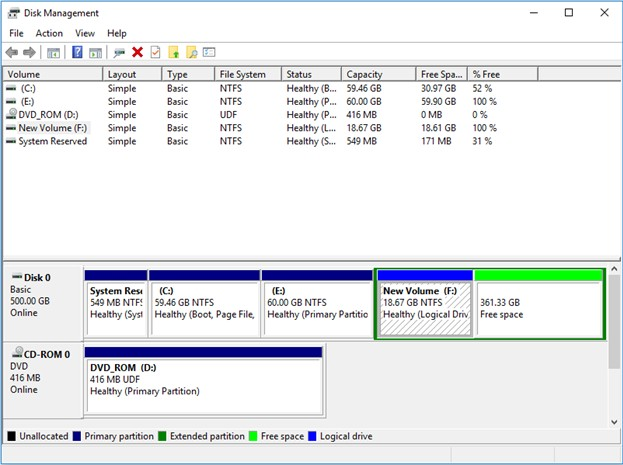 Disk Management
File Action View Help
Volume Layout Type File System Status Capacity Free Spa... % Free
(C:) Simple Basic NTFS Healthy (B... 59.46 GB 30.97 GB 52 %
(E:) Simple Basic NTFS Healthy (P... 60.00 GB 59.90 GB 100 %
DVD_ROM (D:) Simple Basic UDF Healthy (P... 416 MB 0 MB 0 %
New Volume (F:) Simple Basic NTFS Healthy (L... 18.67 GB 18.61 GB 100 %
System Reserved Simple Basic NTFS Healthy (S... 549 MB 171 MB 31 %
Disk 0
Basic
500.00 GB
Online
System Res
549 MB NTFS
Healthy (Syst
(C:)
59.46 GB NTFS
Healthy (Boot, Page File,
(E:)
60.00 GB NTFS
Healthy (Primary Partitio
New Volume (F:)
18.67 GB NTFS
Healthy (Logical Driv
361.33 GB
Free space
CD-ROM 0
DVD
416 MB
Online
DVD_ROM (D:)
416 MB UDF
Healthy (Primary Partition)
Unallocated Primary partition Extended partition Free space Logical drive